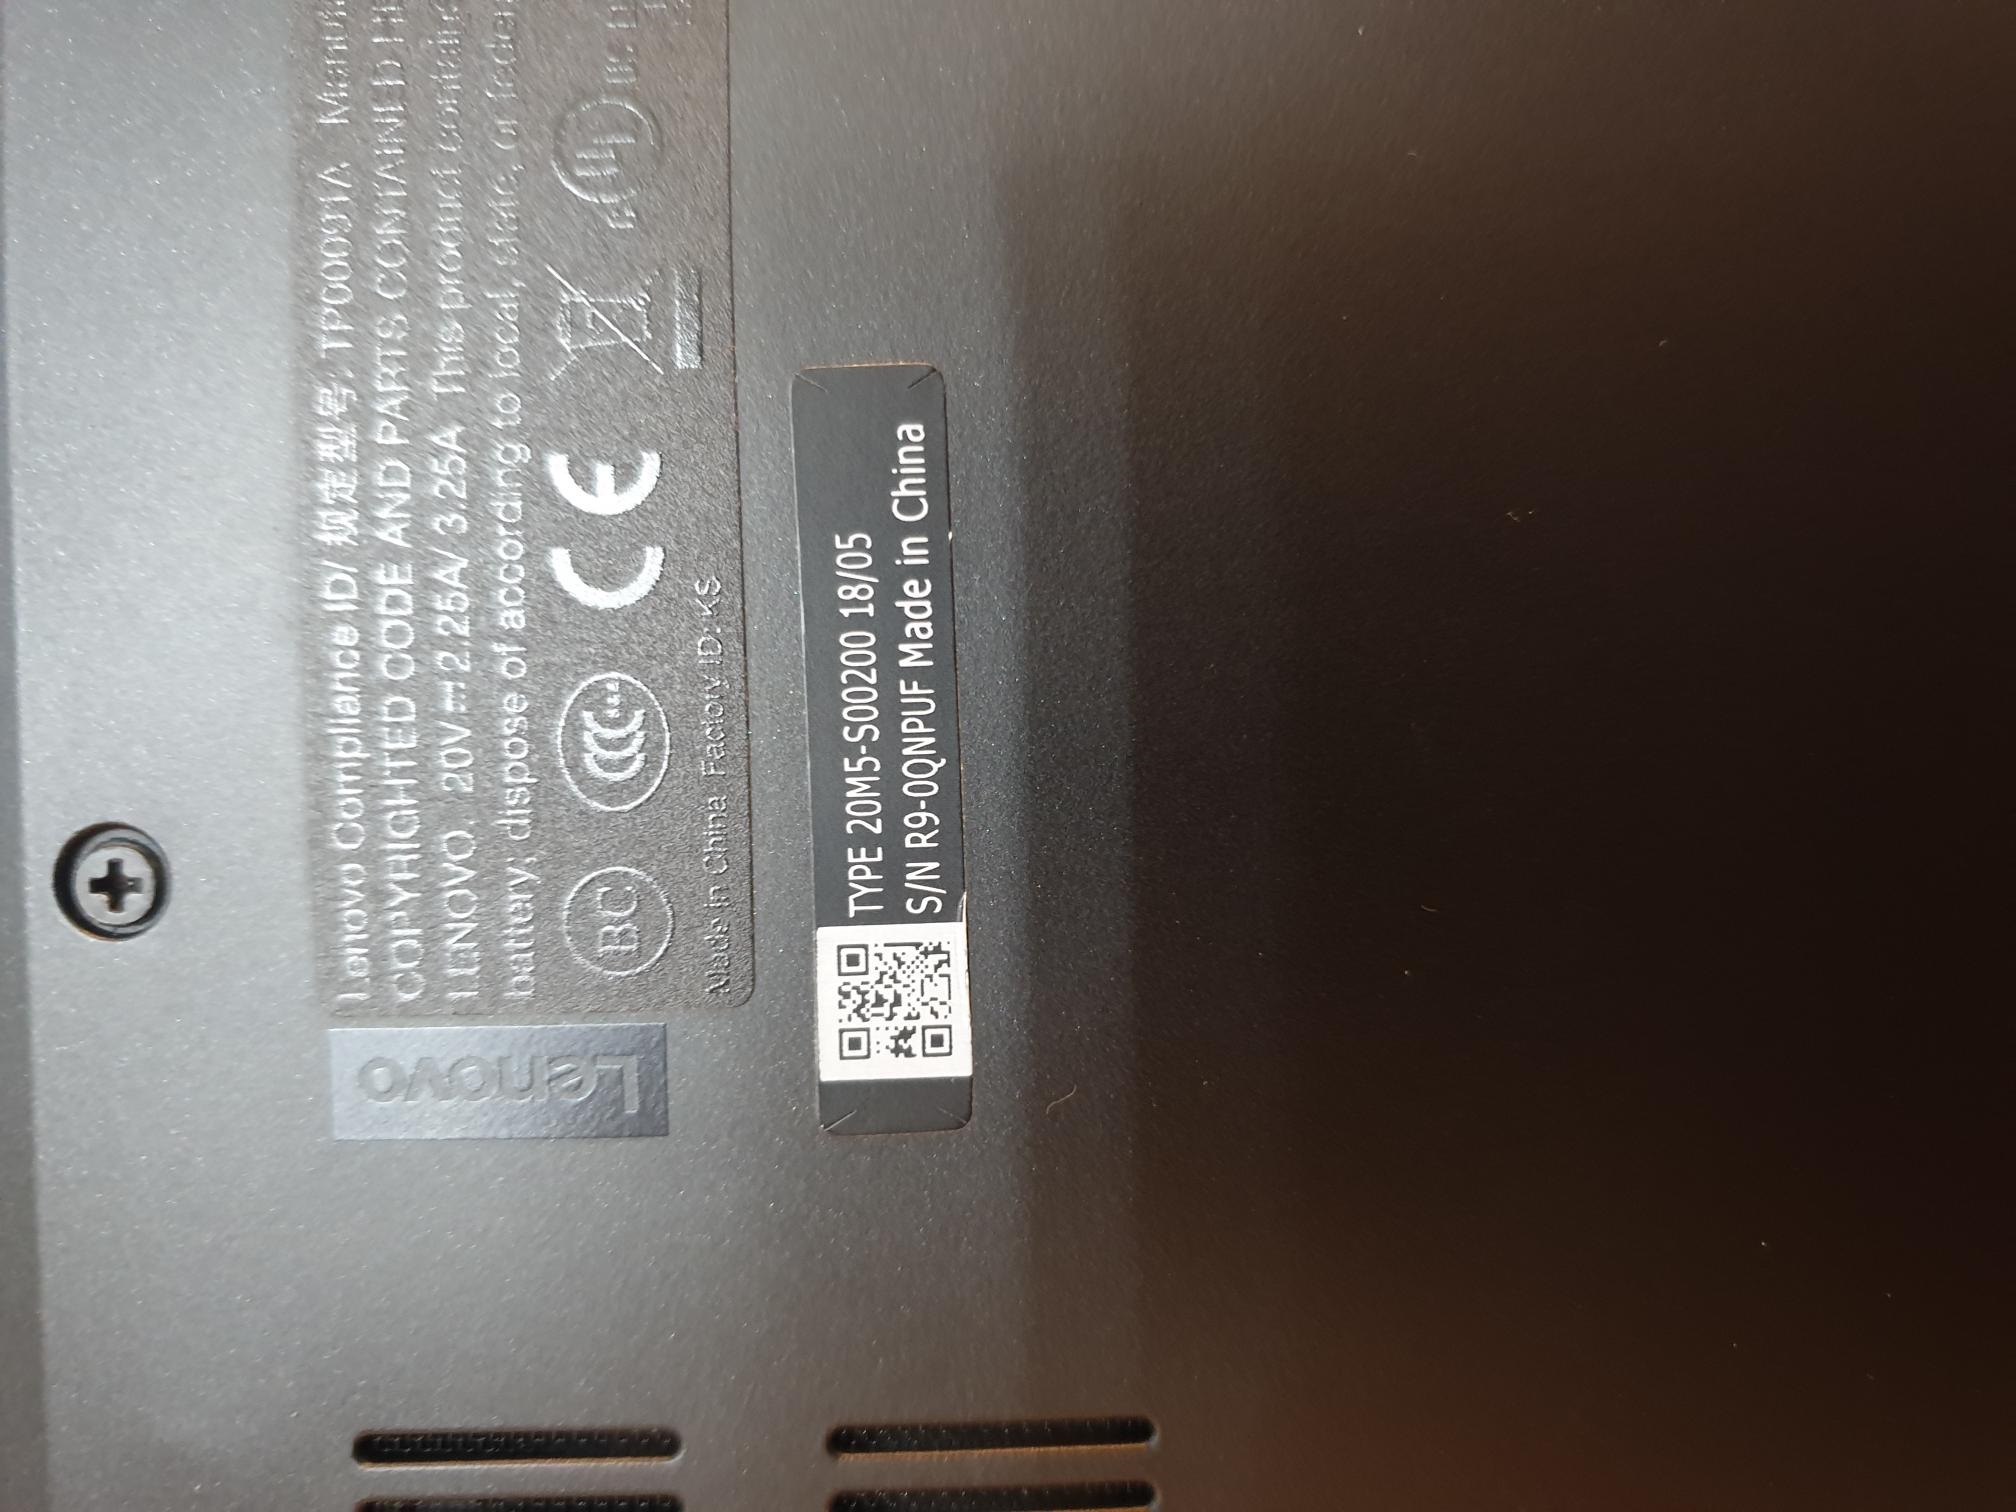 Lenovo
Lenovo Compliance ID/ 规定型号 TP00091A
COPYRIGHTED CODE AND PARTS CONTAINED
LENOVO. 20V⎓2.25A/ 3.25A This product
battery; dispose of according to local, state, or
BC CE
Made in China Factory ID: KS
TYPE 20M5-S00200 18/05
S/N R9-0QNPUF Made in China